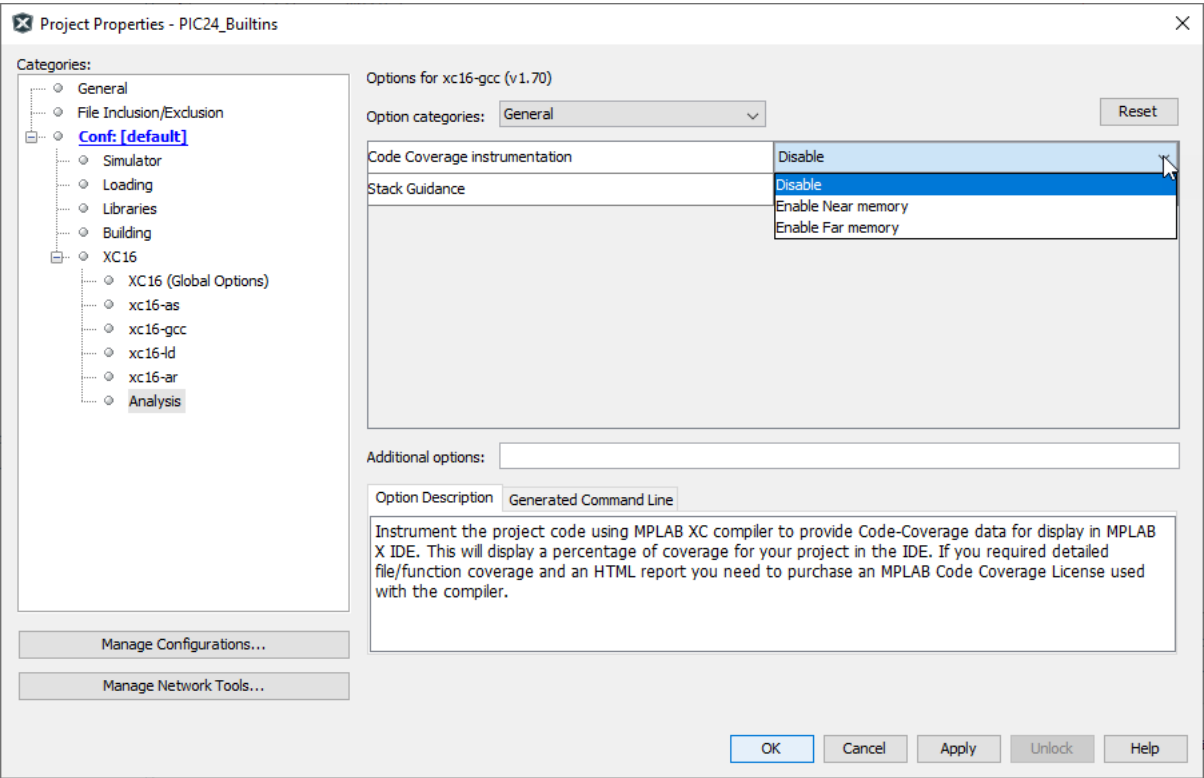 Project Properties - PIC24_Builtins
Categories:
General
File Inclusion/Exclusion
Conf: [default]
Simulator
Loading
Libraries
Building
XC16
XC16 (Global Options)
xc16-as
xc16-gcc
xc16-ld
xc16-ar
Analysis
Manage Configurations...
Manage Network Tools...
Options for xc16-gcc (v1.70)
Option categories: General Reset
Code Coverage instrumentation Disable
Stack Guidance
Disable
Enable Near memory
Enable Far memory
Additional options:
Option Description Generated Command Line
Instrument the project code using MPLAB XC compiler to provide Code-Coverage data for display in MPLAB
X IDE. This will display a percentage of coverage for your project in the IDE. If you required detailed
file/function coverage and an HTML report you need to purchase an MPLAB Code Coverage License used
with the compiler.
OK Cancel Apply Unlock Help